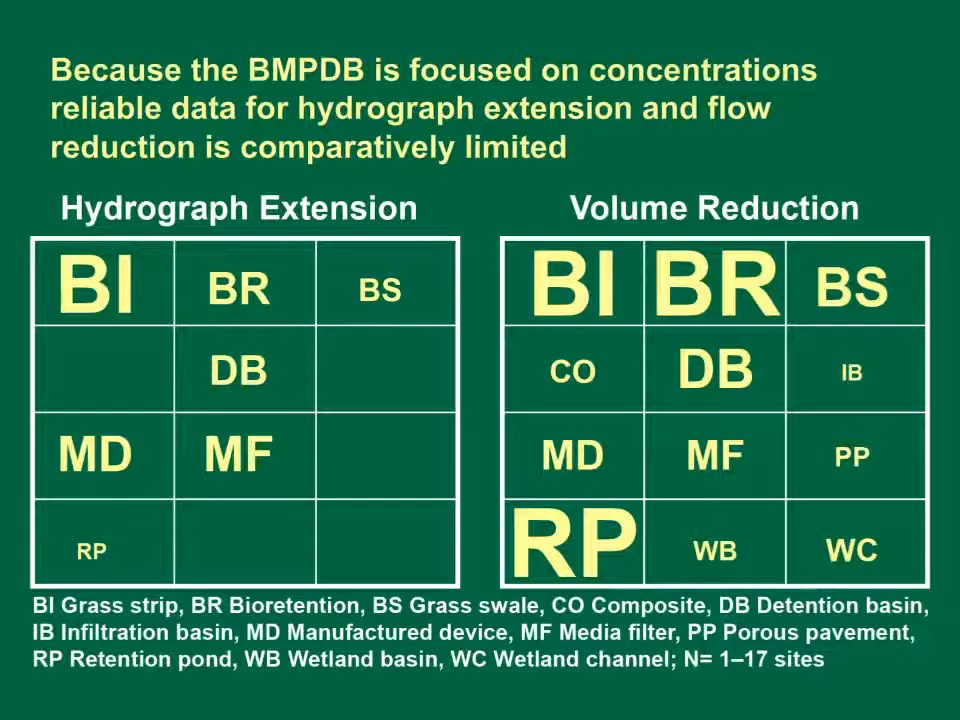 Because the BMPDB is focused on concentrations
reliable data for hydrograph extension and flow
reduction is comparatively limited
Hydrograph Extension
BI BR BS
DB
MD MF
RP
Volume Reduction
BI BR BS
CO DB IB
MD MF PP
RP WB WC
BI Grass strip, BR Bioretention, BS Grass swale, CO Composite, DB Detention basin,
IB Infiltration basin, MD Manufactured device, MF Media filter, PP Porous pavement,
RP Retention pond, WB Wetland basin, WC Wetland channel; N= 1–17 sites